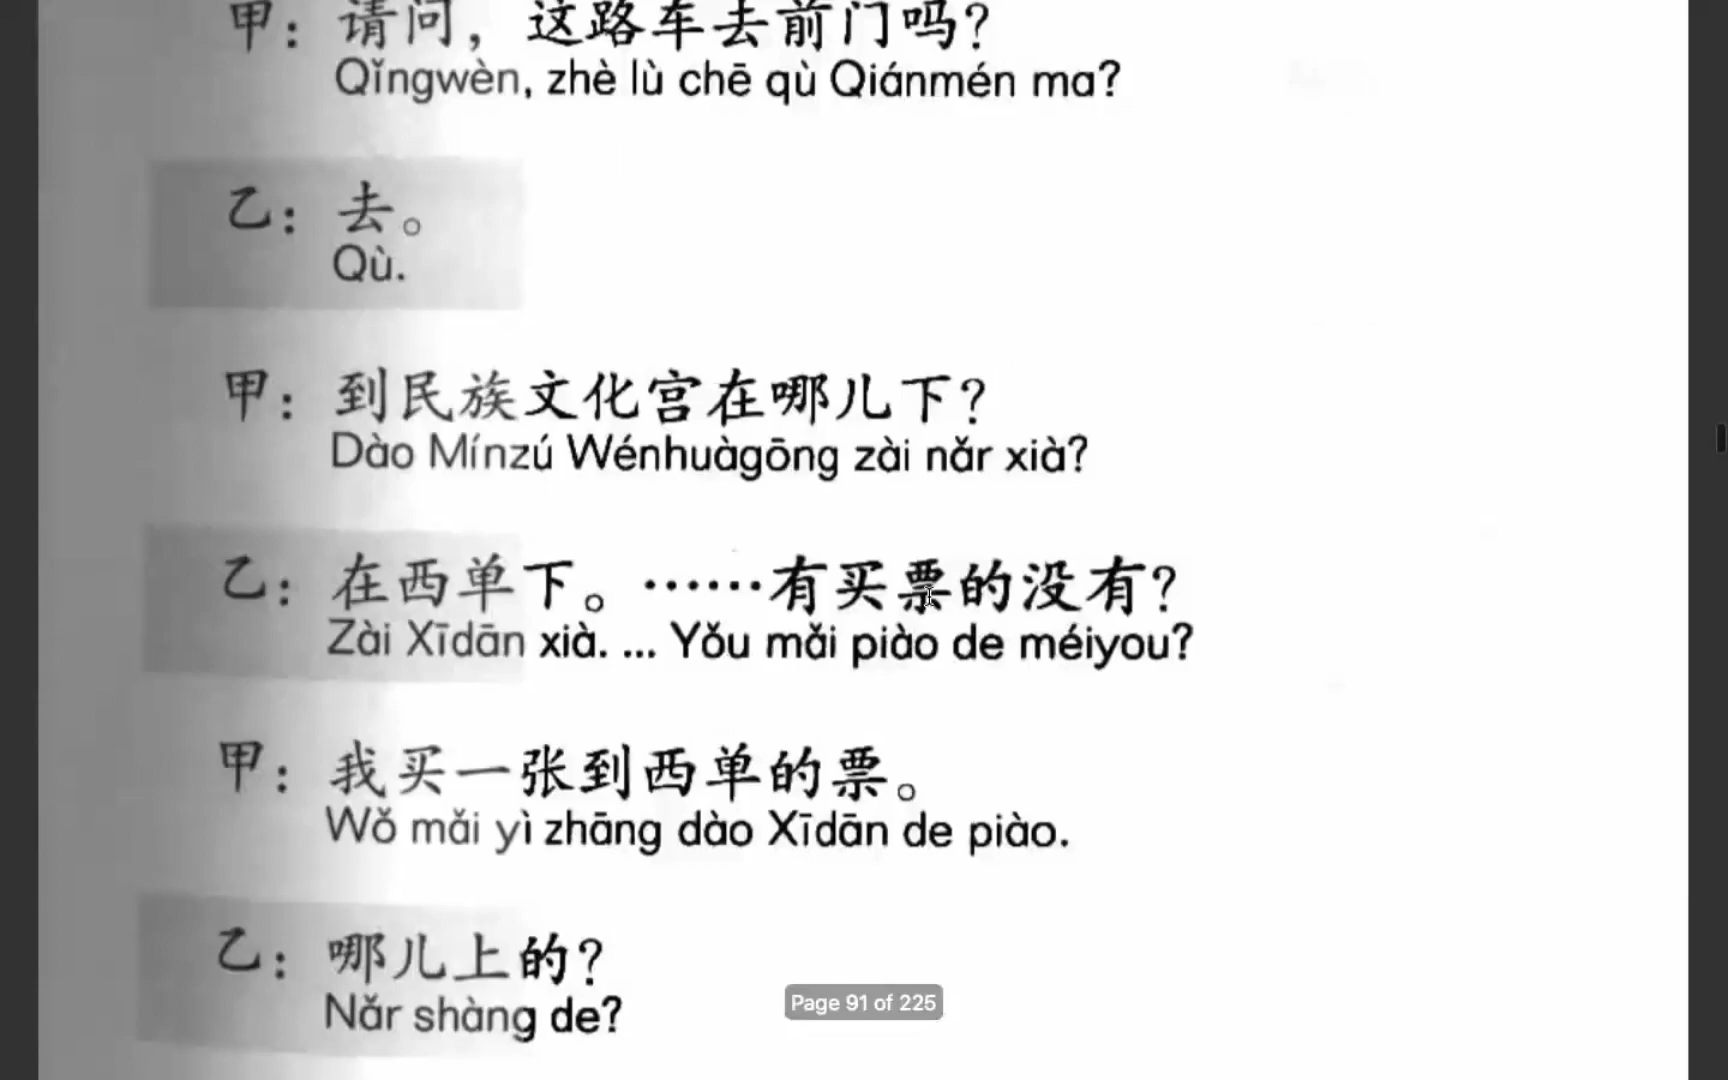 甲：请问，这路车去前门吗？
Qǐngwèn, zhè lù chē qù Qiánmén ma?
乙：去。
Qù.
甲：到民族文化宫在哪儿下？
Dào Mínzú Wénhuàgōng zài nǎr xià?
乙：在西单下。……有买票的没有？
Zài Xīdān xià. ... Yǒu mǎi piào de méiyou?
甲：我买一张到西单的票。
Wǒ mǎi yì zhāng dào Xīdān de piào.
乙：哪儿上的？
Nǎr shàng de?
Page 91 of 225